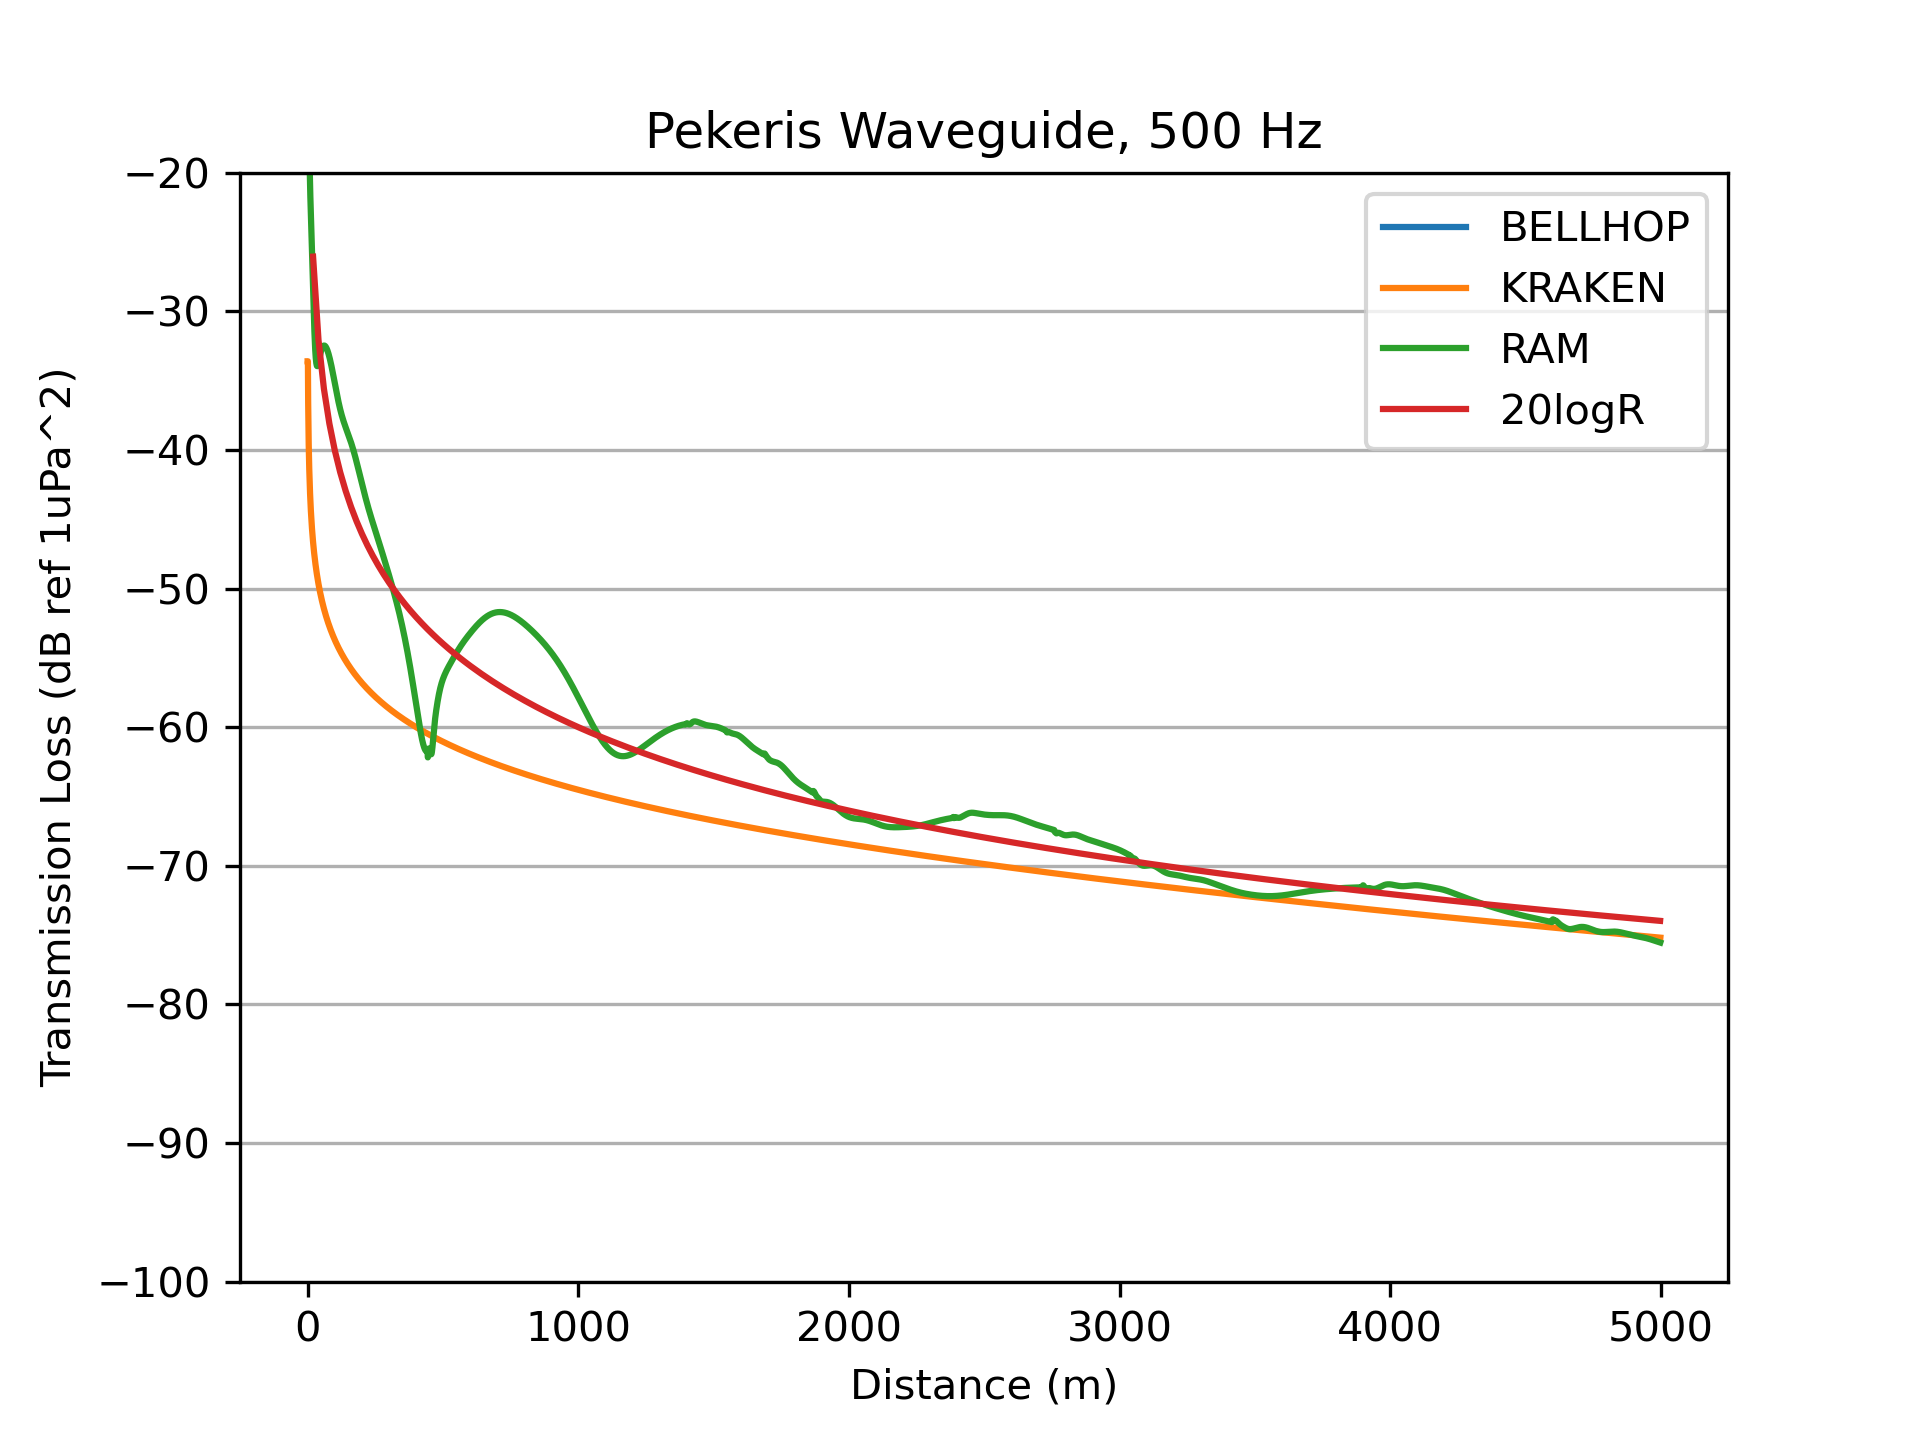 Pekeris Waveguide, 500 Hz
BELLHOP
KRAKEN
RAM
20logR
Transmission Loss (dB ref 1uPa^2)
−20
−30
−40
−50
−60
−70
−80
−90
−100
0 1000 2000 3000 4000 5000
Distance (m)